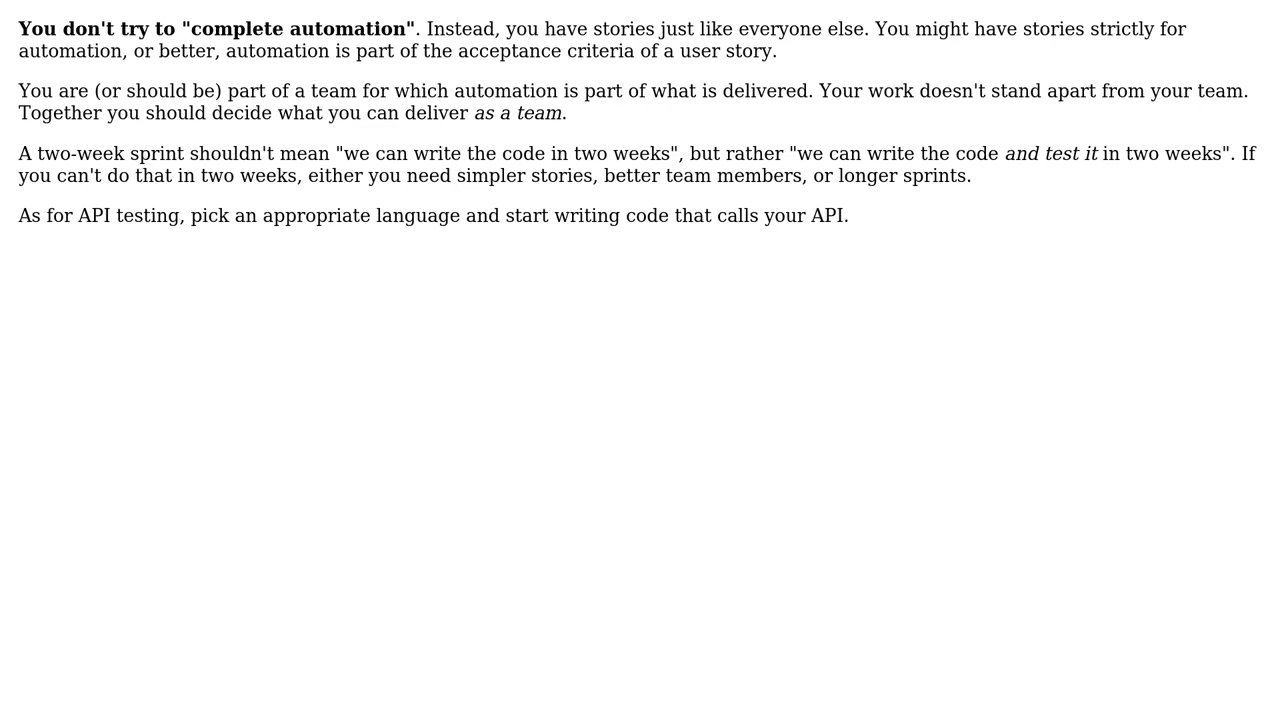 You don't try to "complete automation". Instead, you have stories just like everyone else. You might have stories strictly for
automation, or better, automation is part of the acceptance criteria of a user story.
You are (or should be) part of a team for which automation is part of what is delivered. Your work doesn't stand apart from your team.
Together you should decide what you can deliver as a team.
A two-week sprint shouldn't mean "we can write the code in two weeks", but rather "we can write the code and test it in two weeks". If
you can't do that in two weeks, either you need simpler stories, better team members, or longer sprints.
As for API testing, pick an appropriate language and start writing code that calls your API.